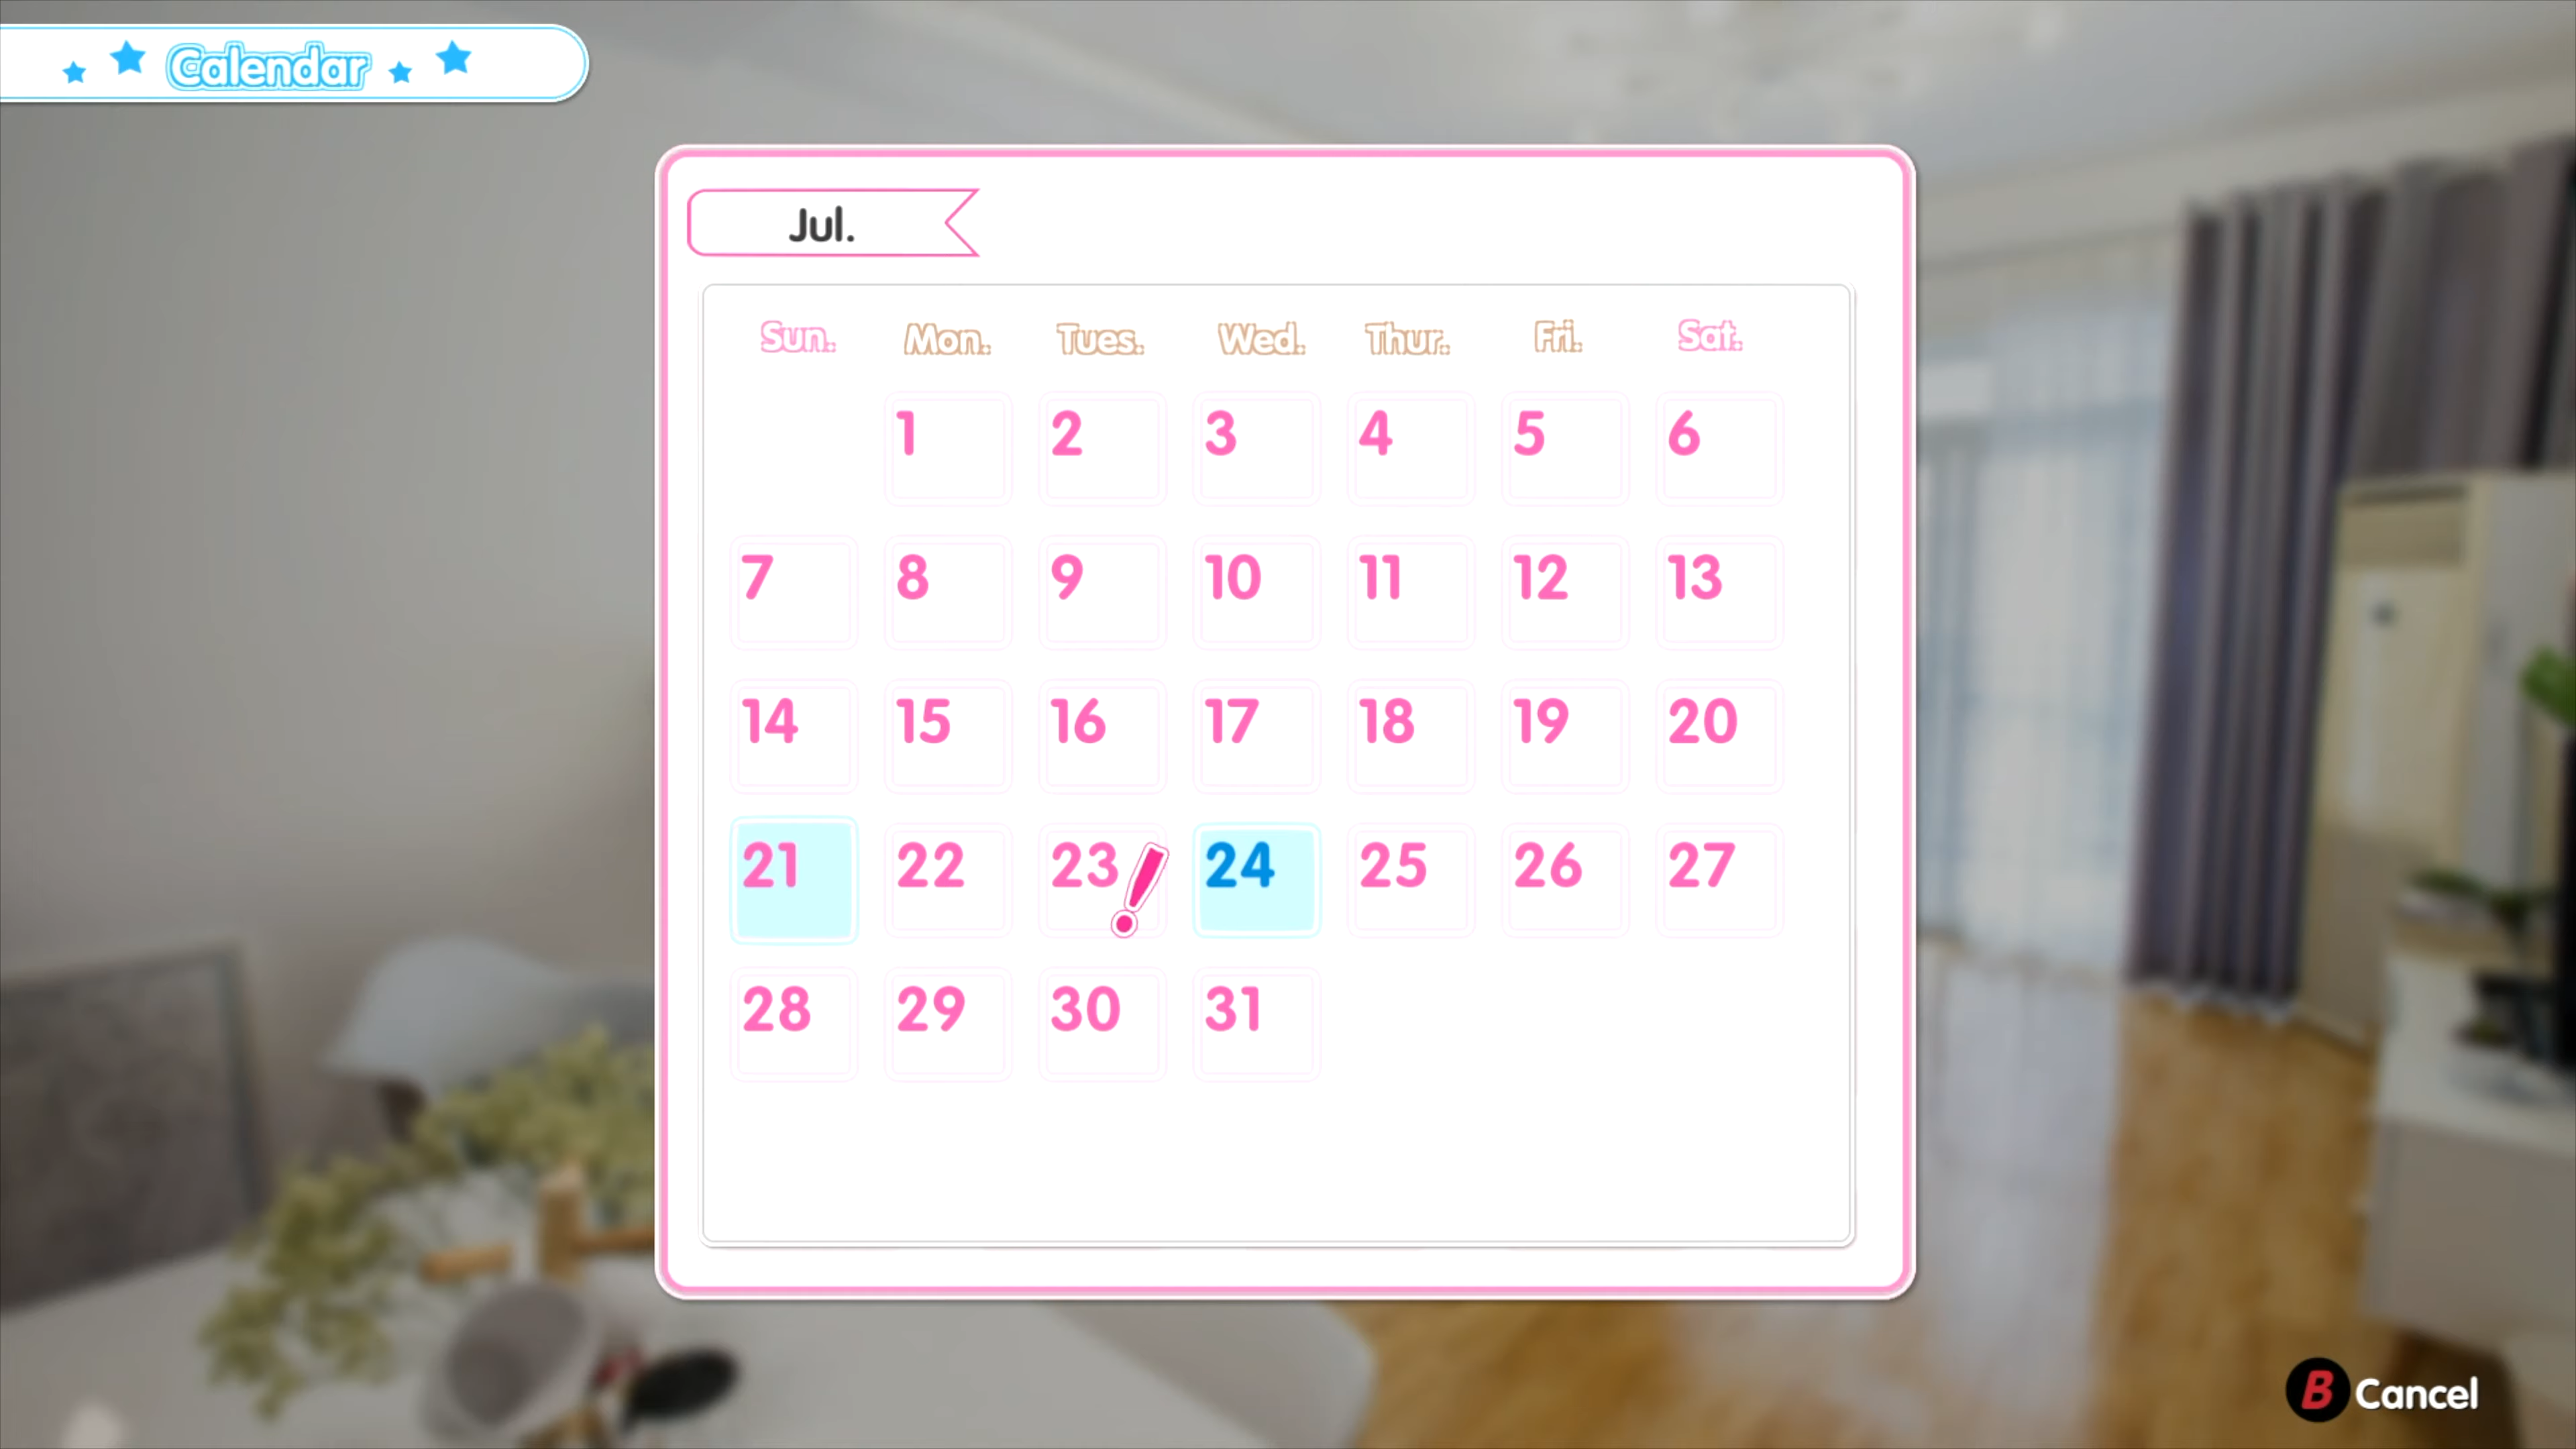 Calendar
Jul.
Sun. Mon. Tues. Wed. Thur. Fri. Sat.
1 2 3 4 5 6
7 8 9 10 11 12 13
14 15 16 17 18 19 20
21 22 23 ! 24 25 26 27
28 29 30 31
B Cancel